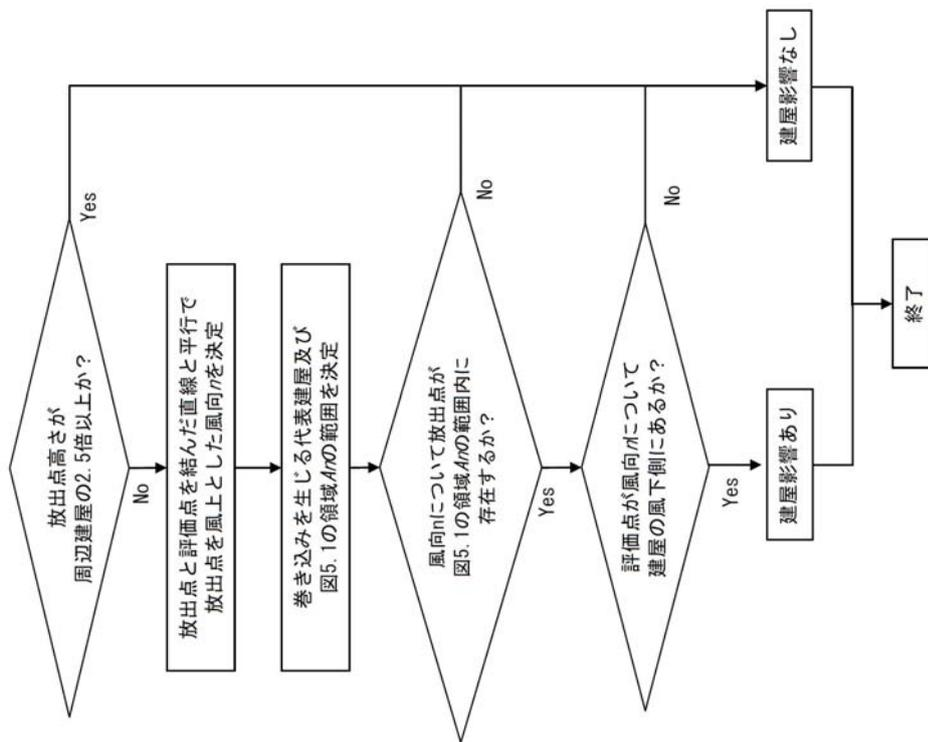 放出点高さが
周辺建屋の2.5倍以上か？
Yes
No
放出点と評価点を結んだ直線と平行で
放出点を風上とした風向nを決定
巻き込みを生じる代表建屋及び
図5.1の領域Anの範囲を決定
風向nについて放出点が
図5.1の領域Anの範囲内に
存在するか？
No
Yes
評価点が風向nについて
建屋の風下側にあるか？
No
Yes
建屋影響あり
建屋影響なし
終了